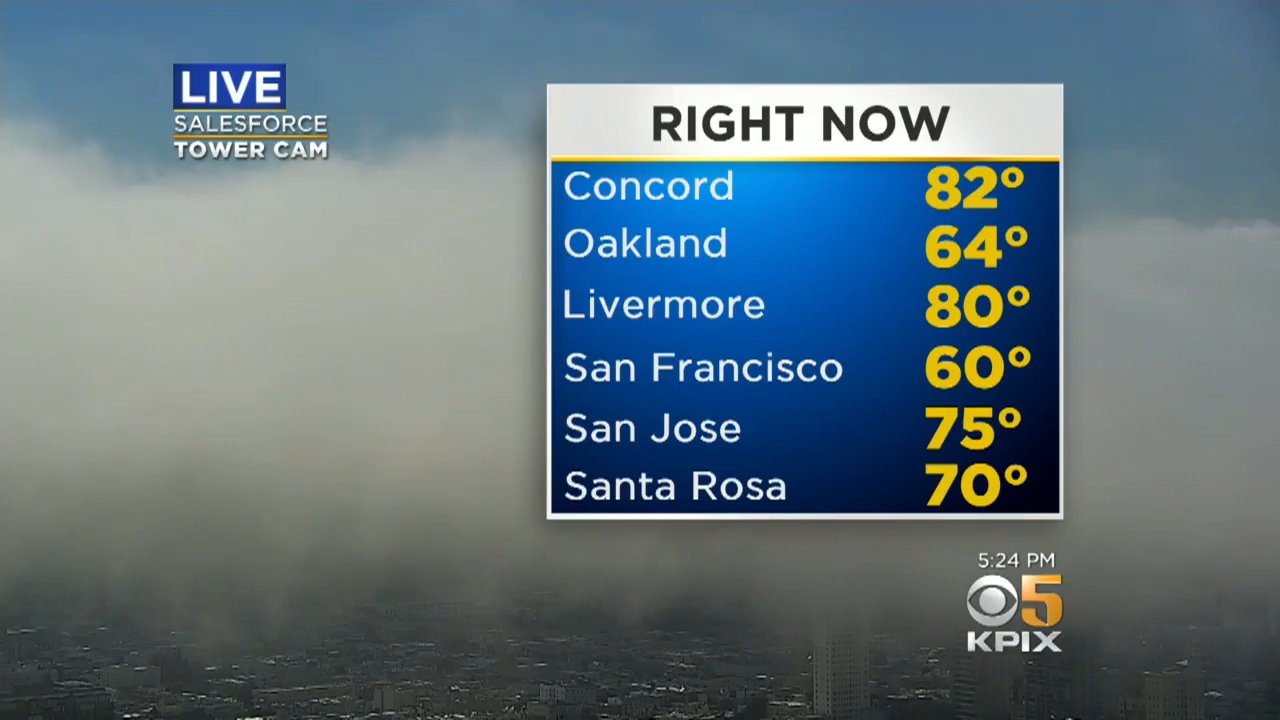 LIVE
SALESFORCE
TOWER CAM
RIGHT NOW
Concord 82°
Oakland 64°
Livermore 80°
San Francisco 60°
San Jose 75°
Santa Rosa 70°
5:24 PM
5
KPIX